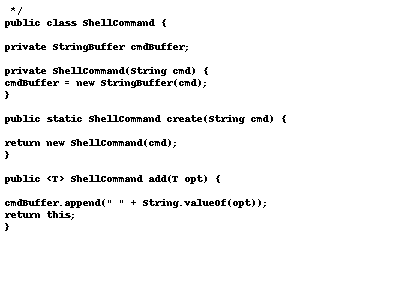 */
public class ShellCommand {
private StringBuffer cmdBuffer;
private ShellCommand(String cmd) {
cmdBuffer = new StringBuffer(cmd);
}
public static ShellCommand create(String cmd) {
return new ShellCommand(cmd);
}
public <T> ShellCommand add(T opt) {
cmdBuffer.append(" " + String.valueOf(opt));
return this;
}